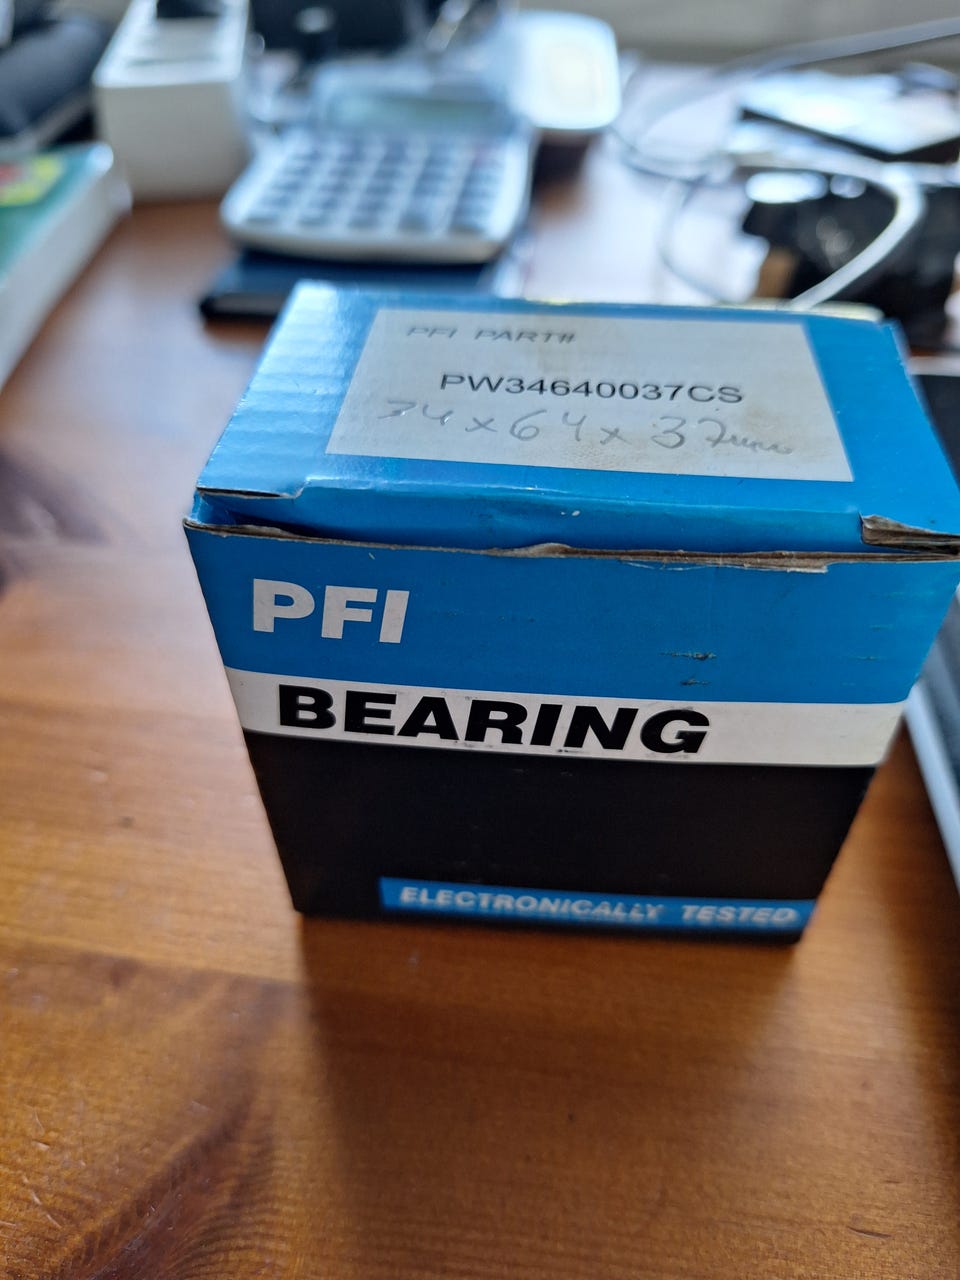 PFI PART#
PW34640037CS
34x64x37mm
PFI
BEARING
ELECTRONICALLY TESTED